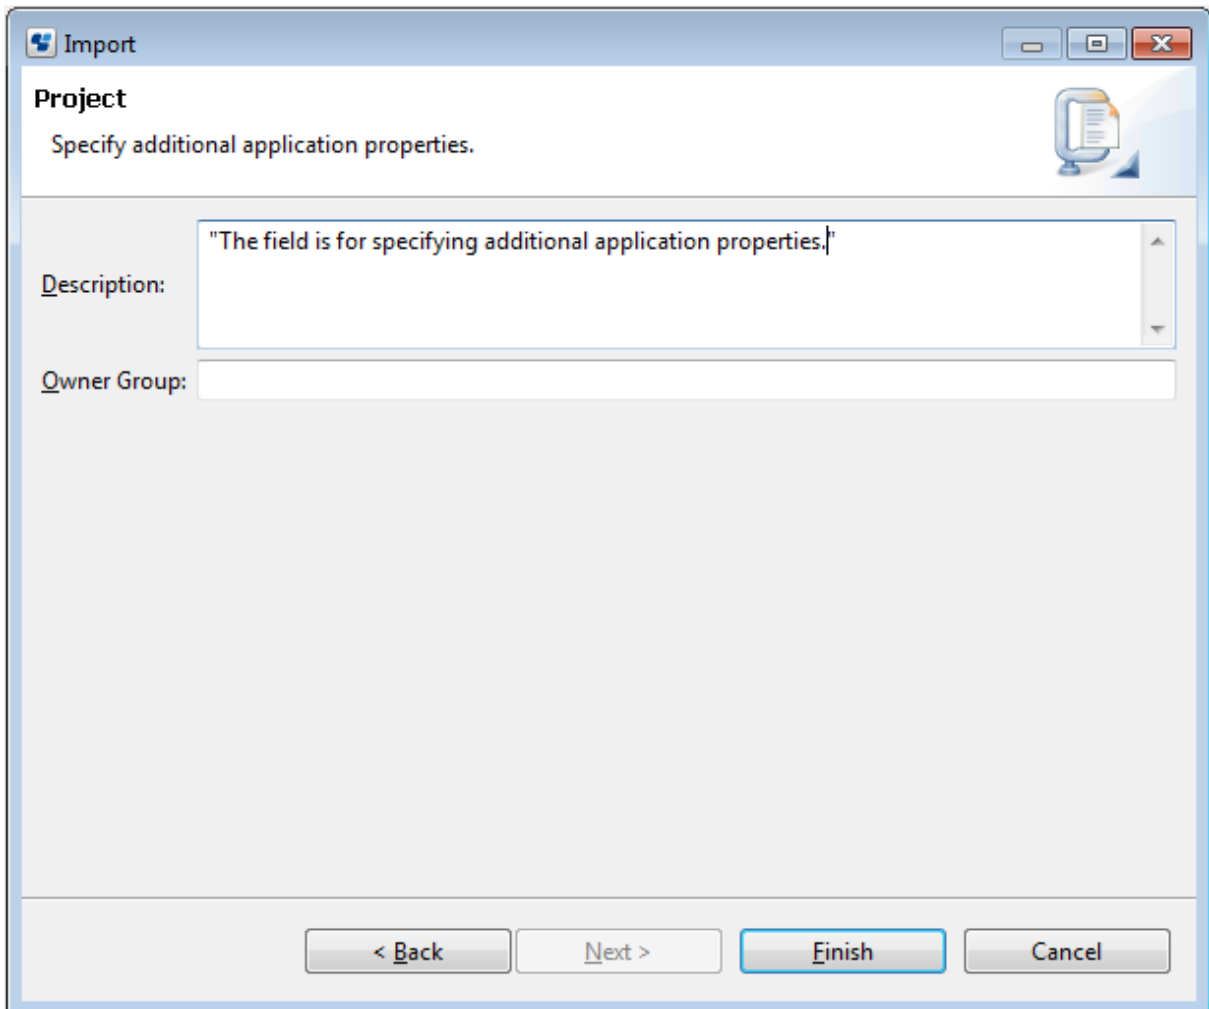 Import
Project
Specify additional application properties.
"The field is for specifying additional application properties."
Description:
Owner Group:
< Back
Next >
Finish
Cancel